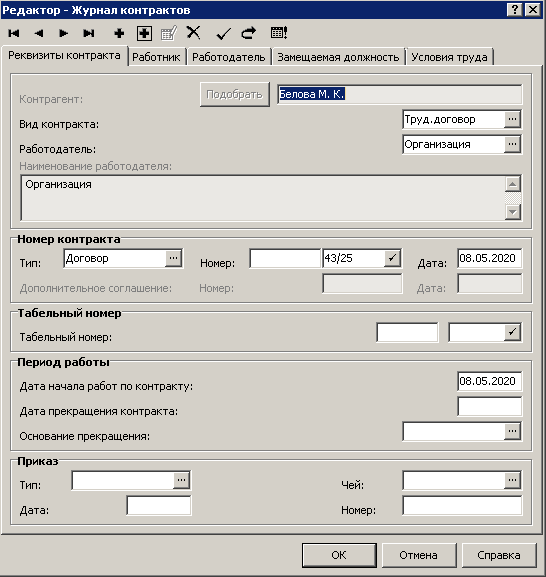 Редактор - Журнал контрактов
Реквизиты контракта Работник Работодатель Замещаемая должность Условия труда
Контрагент: Подобрать Белова М. К.
Вид контракта: Труд.договор ...
Работодатель: Организация ...
Наименование работодателя:
Организация
Номер контракта
Тип: Договор ... Номер: 43/25 Дата: 08.05.2020
Дополнительное соглашение: Номер: Дата:
Табельный номер
Табельный номер:
Период работы
Дата начала работ по контракту: 08.05.2020
Дата прекращения контракта:
Основание прекращения: ...
Приказ
Тип: ... Чей: ...
Дата: Номер:
OK Отмена Справка